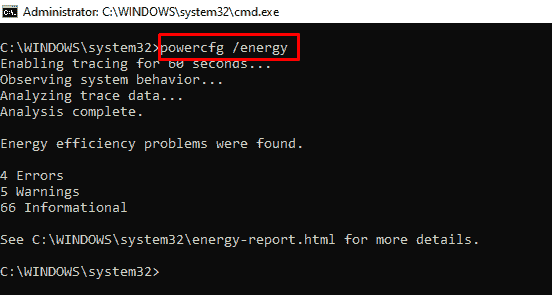 Administrator: C:\WINDOWS\system32\cmd.exe
C:\WINDOWS\system32>powercfg /energy
Enabling tracing for 60 seconds...
Observing system behavior...
Analyzing trace data...
Analysis complete.
Energy efficiency problems were found.
4 Errors
5 Warnings
66 Informational
See C:\WINDOWS\system32\energy-report.html for more details.
C:\WINDOWS\system32>